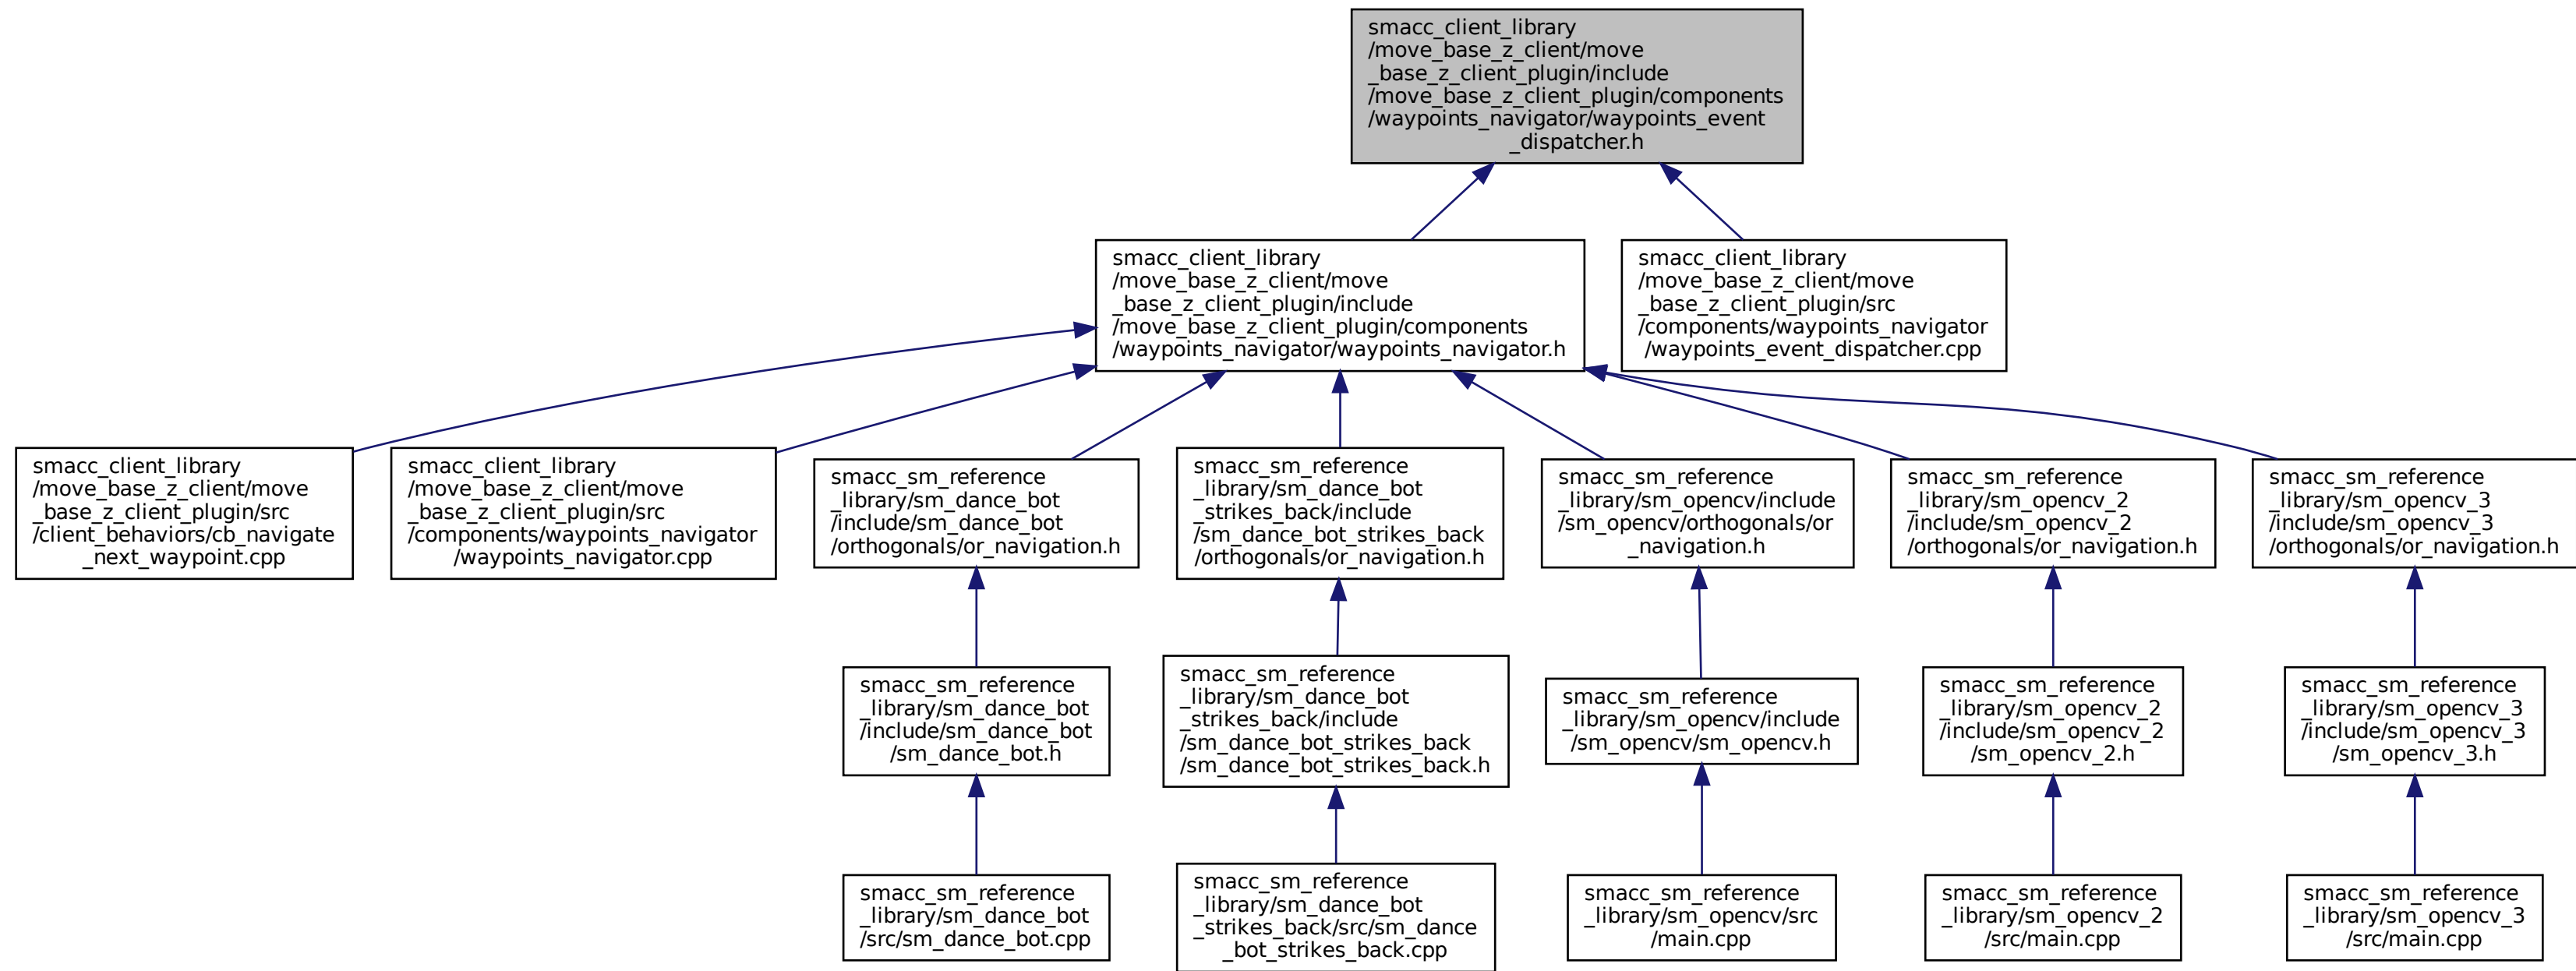 smacc_client_library
/move_base_z_client/move
_base_z_client_plugin/include
/move_base_z_client_plugin/components
/waypoints_navigator/waypoints_event
_dispatcher.h
smacc_client_library
/move_base_z_client/move
_base_z_client_plugin/include
/move_base_z_client_plugin/components
/waypoints_navigator/waypoints_navigator.h
smacc_client_library
/move_base_z_client/move
_base_z_client_plugin/src
/components/waypoints_navigator
/waypoints_event_dispatcher.cpp
smacc_client_library
/move_base_z_client/move
_base_z_client_plugin/src
/client_behaviors/cb_navigate
_next_waypoint.cpp
smacc_client_library
/move_base_z_client/move
_base_z_client_plugin/src
/components/waypoints_navigator
/waypoints_navigator.cpp
smacc_sm_reference
_library/sm_dance_bot
/include/sm_dance_bot
/orthogonals/or_navigation.h
smacc_sm_reference
_library/sm_dance_bot
_strikes_back/include
/sm_dance_bot_strikes_back
/orthogonals/or_navigation.h
smacc_sm_reference
_library/sm_opencv/include
/sm_opencv/orthogonals/or
_navigation.h
smacc_sm_reference
_library/sm_opencv_2
/include/sm_opencv_2
/orthogonals/or_navigation.h
smacc_sm_reference
_library/sm_opencv_3
/include/sm_opencv_3
/orthogonals/or_navigation.h
smacc_sm_reference
_library/sm_dance_bot
/include/sm_dance_bot
/sm_dance_bot.h
smacc_sm_reference
_library/sm_dance_bot
_strikes_back/include
/sm_dance_bot_strikes_back
/sm_dance_bot_strikes_back.h
smacc_sm_reference
_library/sm_opencv/include
/sm_opencv/sm_opencv.h
smacc_sm_reference
_library/sm_opencv_2
/include/sm_opencv_2
/sm_opencv_2.h
smacc_sm_reference
_library/sm_opencv_3
/include/sm_opencv_3
/sm_opencv_3.h
smacc_sm_reference
_library/sm_dance_bot
/src/sm_dance_bot.cpp
smacc_sm_reference
_library/sm_dance_bot
_strikes_back/src/sm_dance
_bot_strikes_back.cpp
smacc_sm_reference
_library/sm_opencv/src
/main.cpp
smacc_sm_reference
_library/sm_opencv_2
/src/main.cpp
smacc_sm_reference
_library/sm_opencv_3
/src/main.cpp